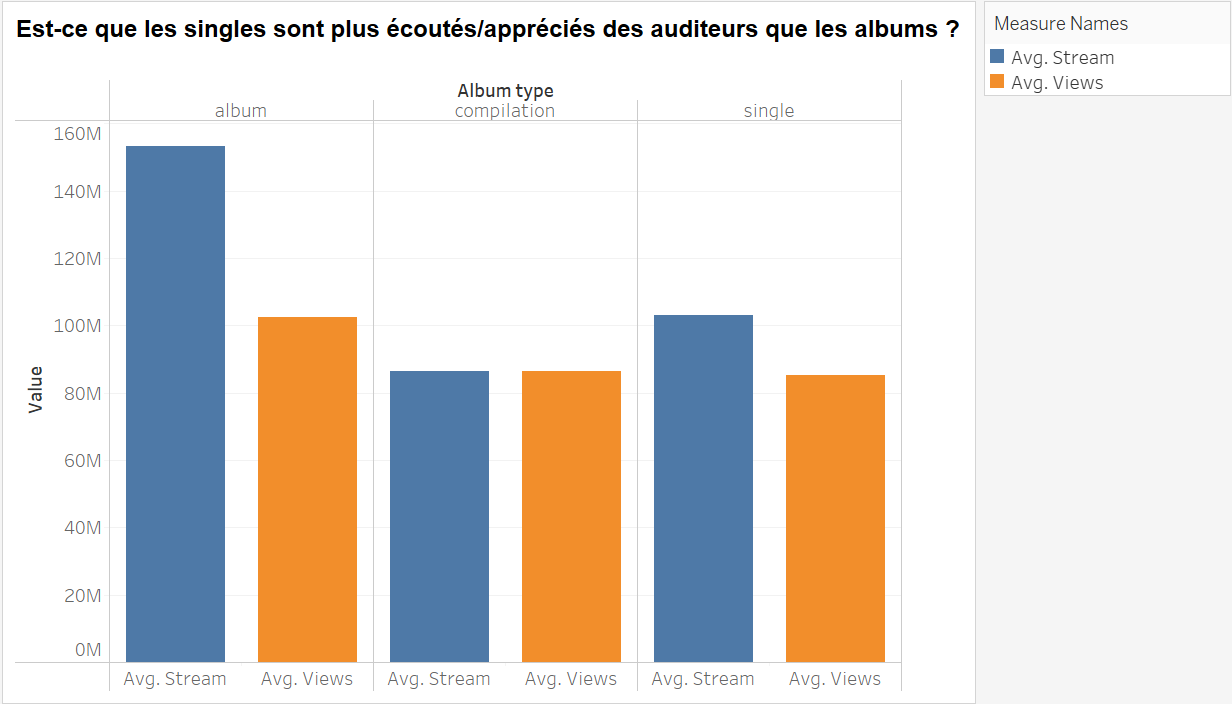 Est-ce que les singles sont plus écoutés/appréciés des auditeurs que les albums ?
Measure Names
Avg. Stream
Avg. Views
Album type
album compilation single
160M
140M
120M
100M
80M
60M
40M
20M
0M
Value
Avg. Stream Avg. Views Avg. Stream Avg. Views Avg. Stream Avg. Views